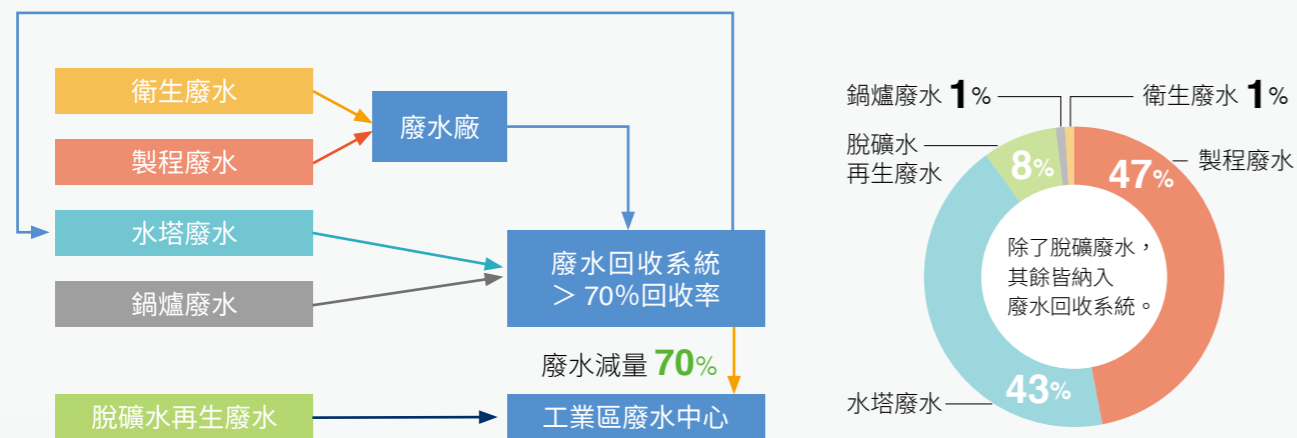 衛生廢水
製程廢水
水塔廢水
鍋爐廢水
脫礦水再生廢水
廢水廠
廢水回收系統
＞70%回收率
廢水減量 70%
工業區廢水中心
鍋爐廢水 1%
衛生廢水 1%
脫礦水
再生廢水
8%
47%
製程廢水
除了脫礦廢水，
其餘皆納入
廢水回收系統。
43%
水塔廢水